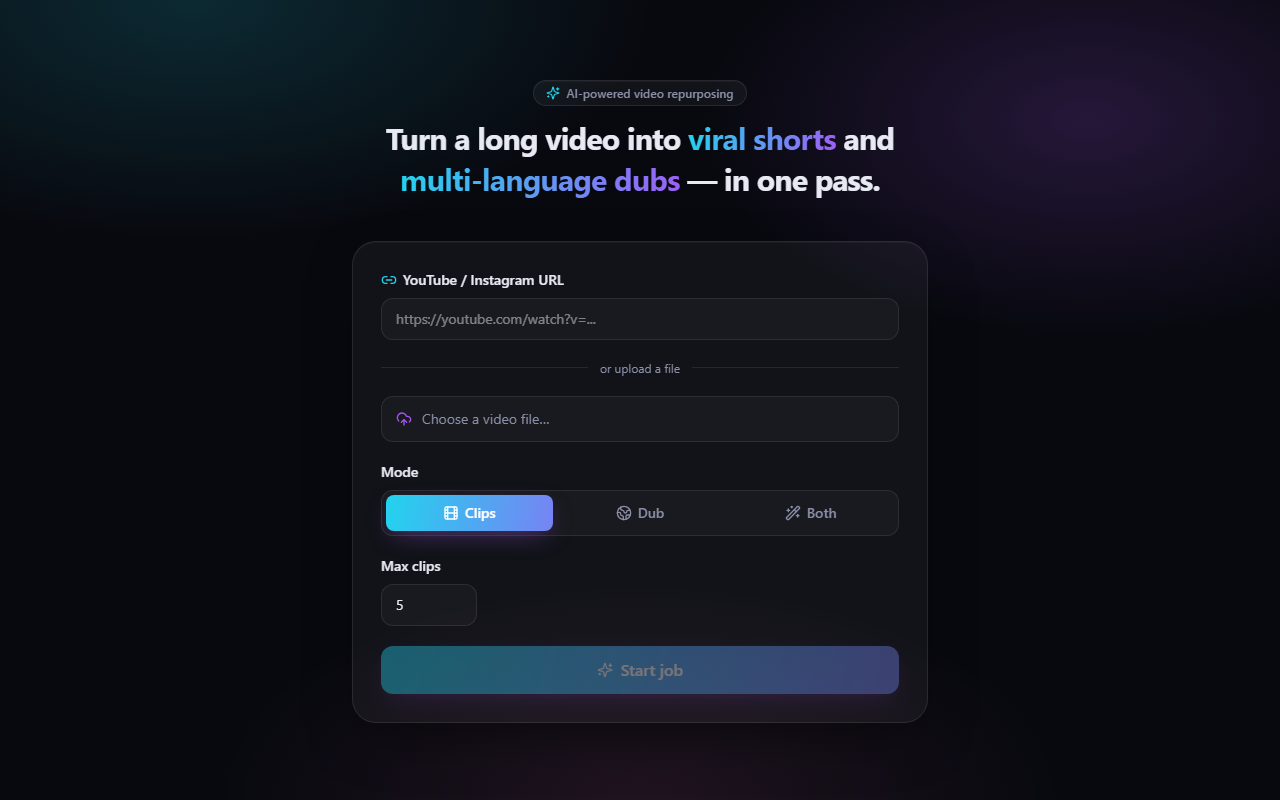 AI-powered video repurposing
Turn a long video into viral shorts and
multi-language dubs — in one pass.
YouTube / Instagram URL
https://youtube.com/watch?v=...
or upload a file
Choose a video file...
Mode
Clips
Dub
Both
Max clips
5
Start job